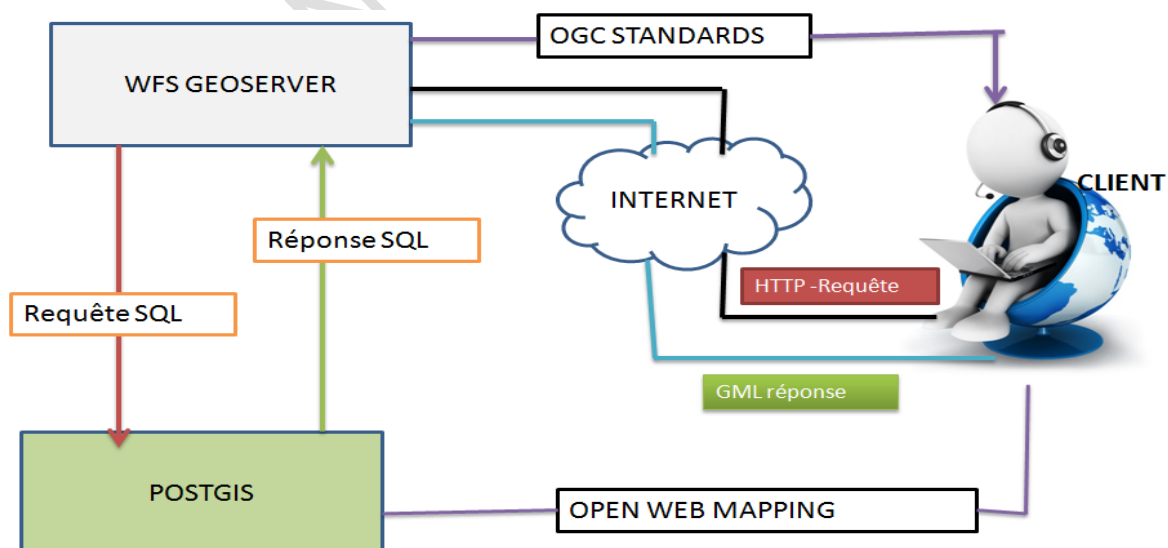 OGC STANDARDS
WFS GEOSERVER
CLIENT
INTERNET
Réponse SQL
HTTP -Requête
Requête SQL
GML réponse
POSTGIS
OPEN WEB MAPPING